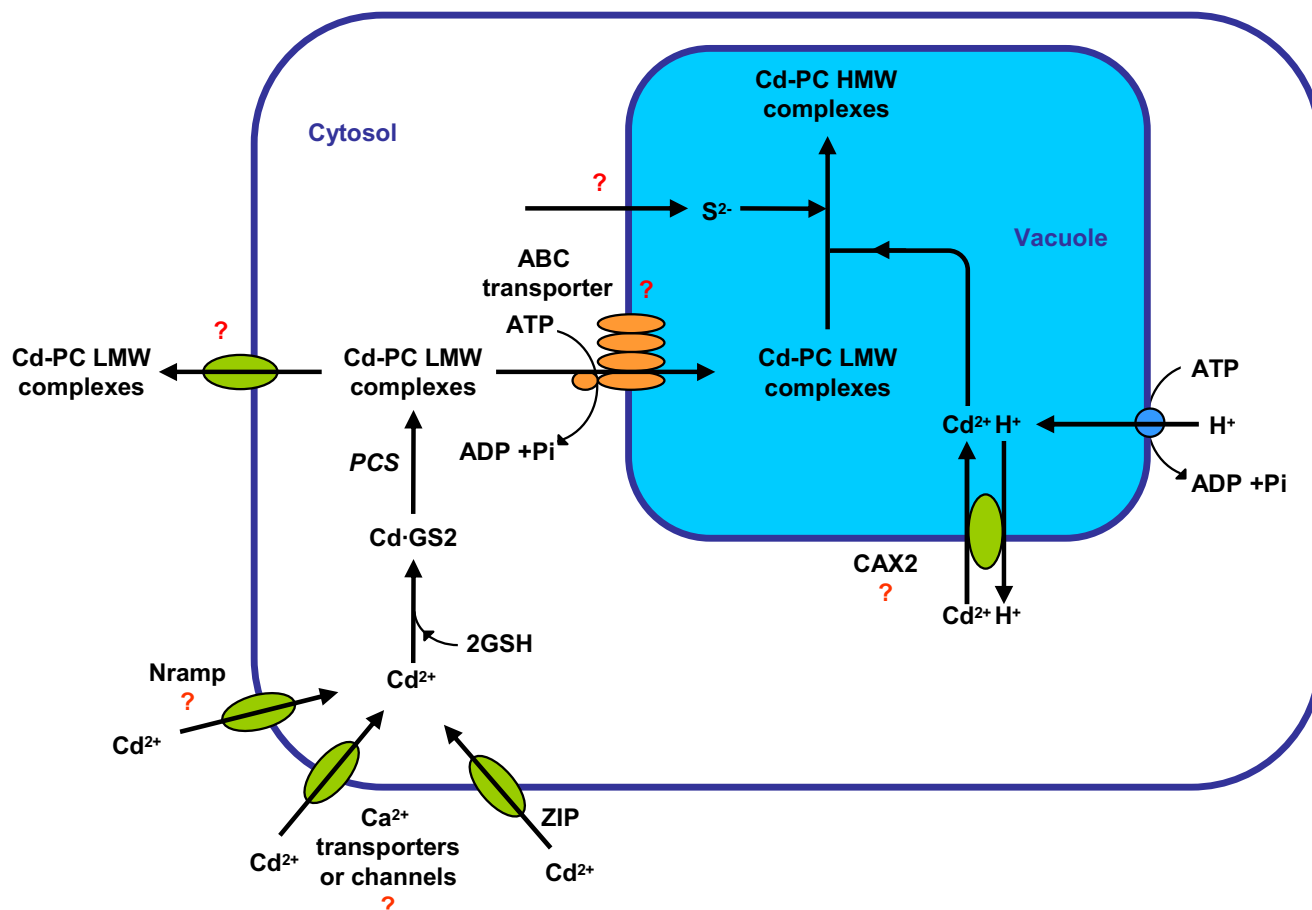 Cd-PC HMW
complexes
Cytosol
?
S²⁻
Vacuole
ABC
transporter
?
ATP
?
Cd-PC LMW
complexes
Cd-PC LMW
complexes
Cd-PC LMW
complexes
ATP
Cd²⁺ H⁺
H⁺
ADP +Pi
PCS
ADP +Pi
Cd·GS2
CAX2
?
Cd²⁺ H⁺
2GSH
Nramp
?
Cd²⁺
Cd²⁺
Ca²⁺
transporters
or channels
?
ZIP
Cd²⁺
Cd²⁺